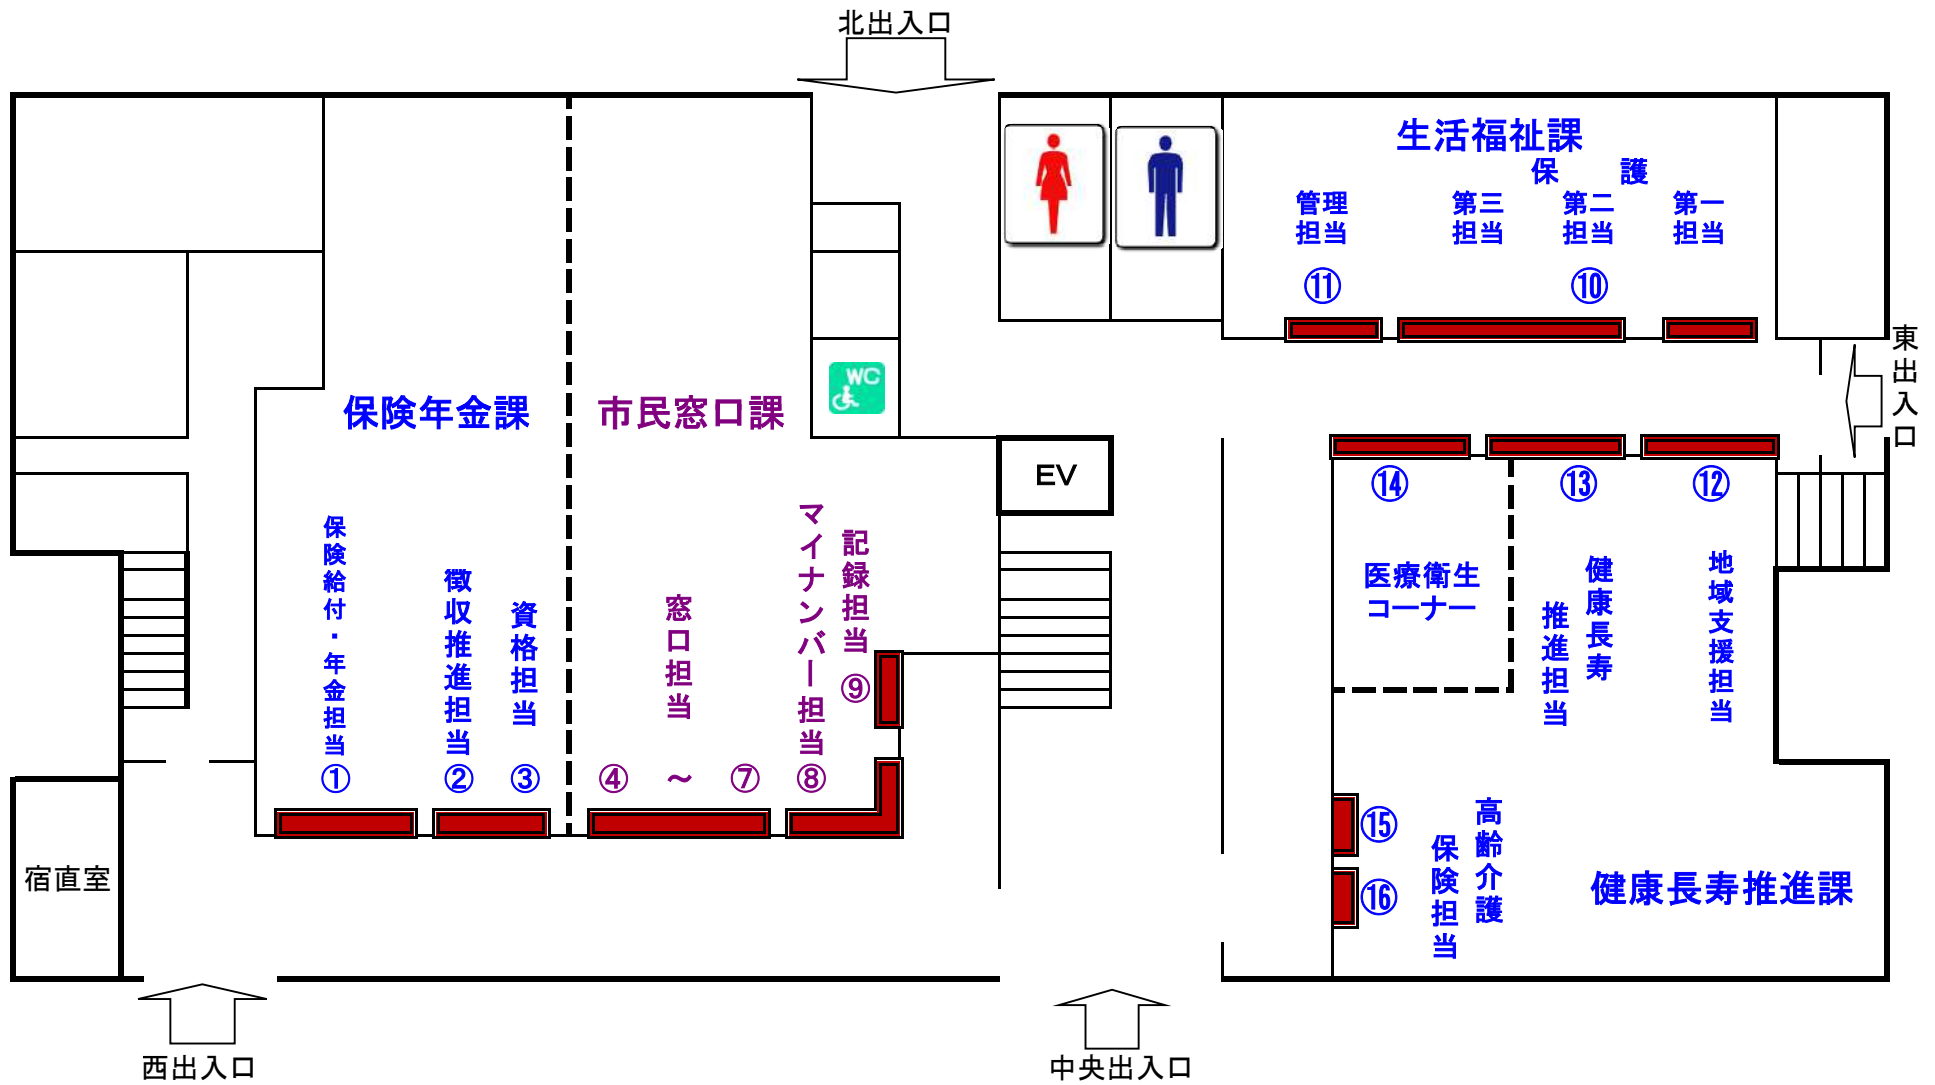 北出入口
生活福祉課
保　護
管理
担当
第三
担当
第二
担当
第一
担当
⑪
⑩
東出入口
WC
保険年金課
市民窓口課
EV
⑭
⑬
⑫
保険給付・年金担当
①
徴収推進担当
②
資格担当
③
窓口担当
④　～　⑦
マイナンバー担当
⑧
記録担当
⑨
医療衛生
コーナー
健康長寿
推進担当
地域支援担当
⑮
⑯
高齢介護
保険担当
健康長寿推進課
宿直室
西出入口
中央出入口